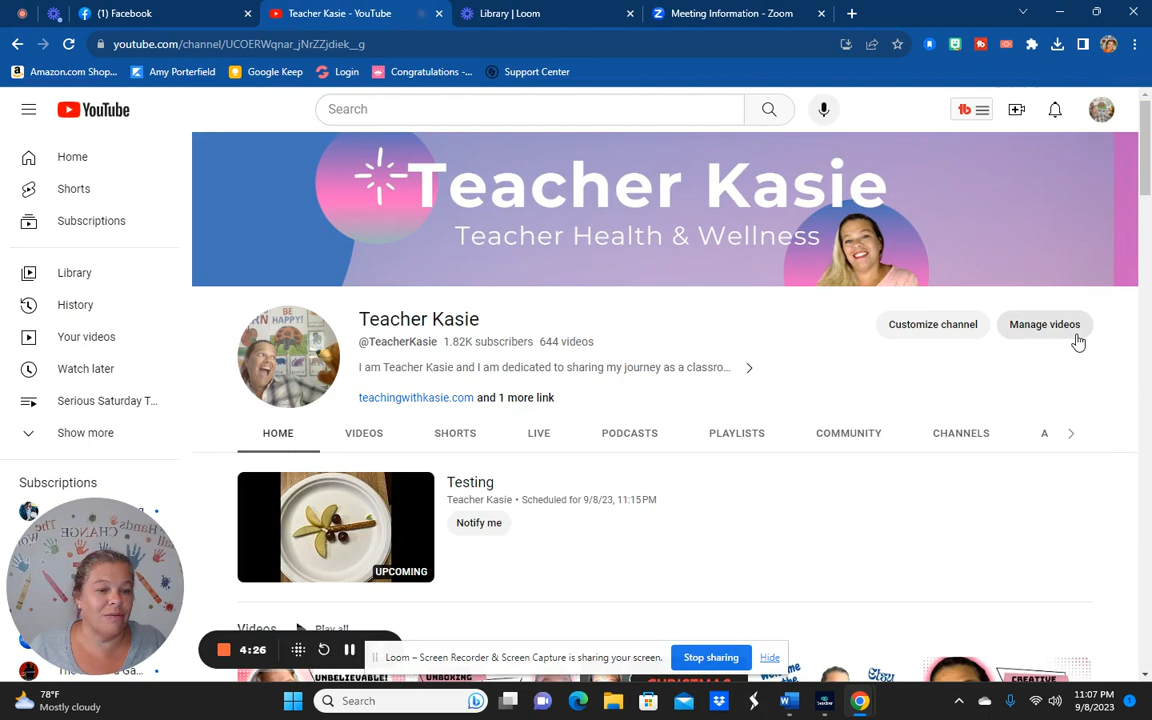 (1) Facebook
Teacher Kasie - YouTube
Library | Loom
Meeting Information - Zoom
youtube.com/channel/UCOERWqnar_jNrZZjdiek__g
Amazon.com Shop...
Amy Porterfield
Google Keep
Login
Congratulations -...
Support Center
YouTube
Search
tb
Home
Shorts
Subscriptions
Library
History
Your videos
Watch later
Serious Saturday T...
Show more
Subscriptions
Teacher Kasie
Teacher Health & Wellness
BE
HAPPY!
Teacher Kasie
@TeacherKasie 1.82K subscribers 644 videos
I am Teacher Kasie and I am dedicated to sharing my journey as a classro...
teachingwithkasie.com and 1 more link
Customize channel
Manage videos
HOME
VIDEOS
SHORTS
LIVE
PODCASTS
PLAYLISTS
COMMUNITY
CHANNELS
A
UPCOMING
Testing
Teacher Kasie • Scheduled for 9/8/23, 11:15 PM
Notify me
Videos
Play all
4:26
Loom – Screen Recorder & Screen Capture is sharing your screen.
Stop sharing
Hide
UNBELIEVABLE!
UNBOXING
CHRISTMAS
CREATIVE
CHANGE
78°F
Mostly cloudy
Search
11:07 PM
9/8/2023